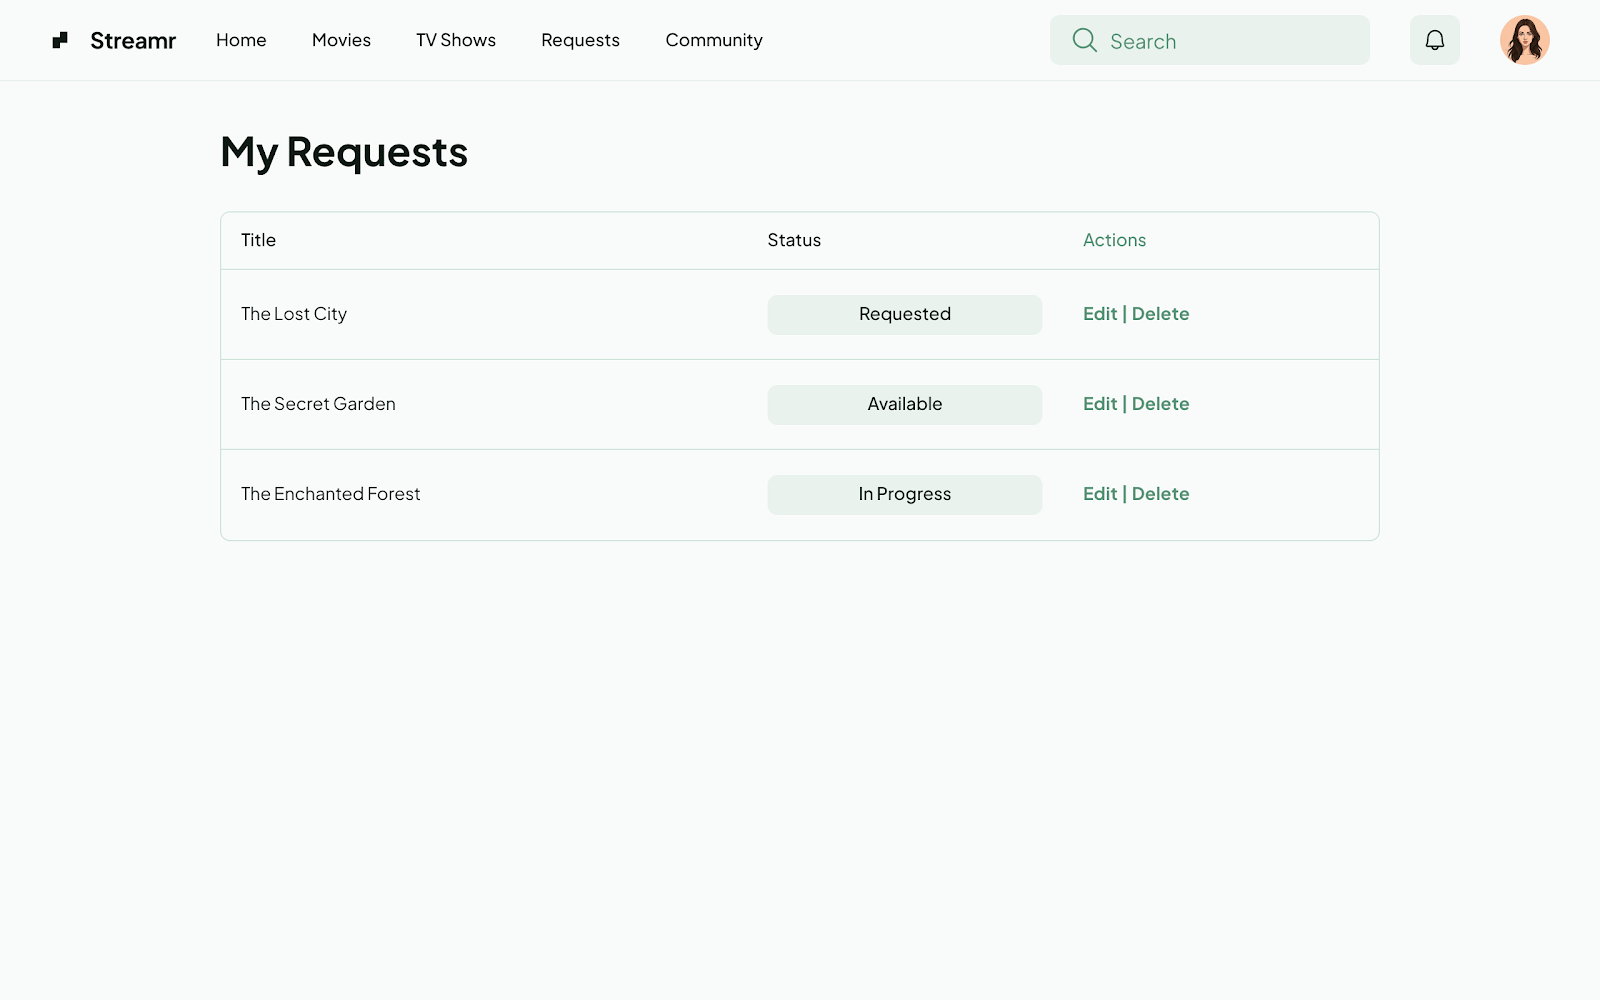 Streamr Home Movies TV Shows Requests Community Search
My Requests
Title Status Actions
The Lost City Requested Edit | Delete
The Secret Garden Available Edit | Delete
The Enchanted Forest In Progress Edit | Delete